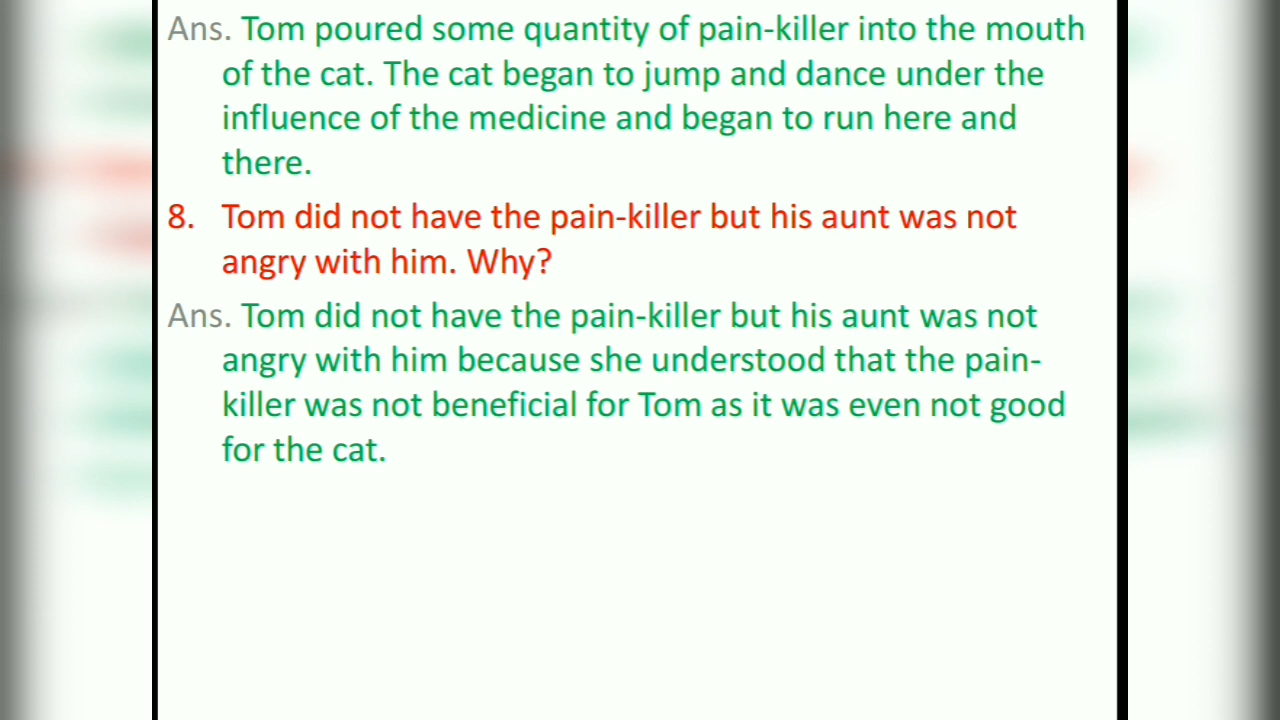 Ans. Tom poured some quantity of pain-killer into the mouth
of the cat. The cat began to jump and dance under the
influence of the medicine and began to run here and
there.
8. Tom did not have the pain-killer but his aunt was not
angry with him. Why?
Ans. Tom did not have the pain-killer but his aunt was not
angry with him because she understood that the pain-
killer was not beneficial for Tom as it was even not good
for the cat.